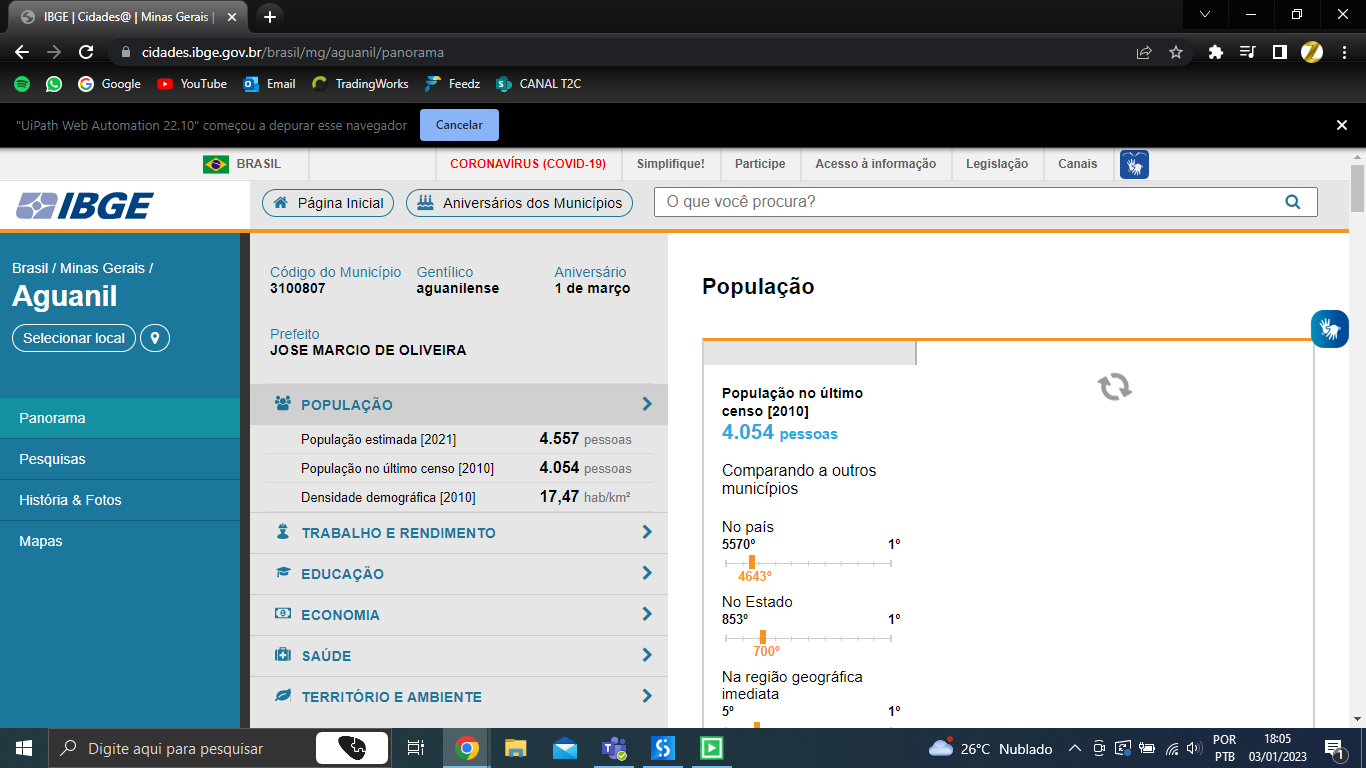 IBGE | Cidades@ | Minas Gerais |
cidades.ibge.gov.br/brasil/mg/aguanil/panorama
Google YouTube Email TradingWorks Feedz CANAL T2C
"UiPath Web Automation 22.10" começou a depurar esse navegador Cancelar
BRASIL CORONAVÍRUS (COVID-19) Simplifique! Participe Acesso à informação Legislação Canais
IBGE Página Inicial Aniversários dos Municípios O que você procura?
Brasil / Minas Gerais /
Aguanil
Selecionar local
Panorama
Pesquisas
História & Fotos
Mapas
Código do Município Gentílico Aniversário
3100807 aguanilense 1 de março
Prefeito
JOSE MARCIO DE OLIVEIRA
POPULAÇÃO
População estimada [2021] 4.557 pessoas
População no último censo [2010] 4.054 pessoas
Densidade demográfica [2010] 17,47 hab/km²
TRABALHO E RENDIMENTO
EDUCAÇÃO
ECONOMIA
SAÚDE
TERRITÓRIO E AMBIENTE
População
População no último
censo [2010]
4.054 pessoas
Comparando a outros
municípios
No país
5570º 1º
4643º
No Estado
853º 1º
700º
Na região geográfica
imediata
5º 1º
Digite aqui para pesquisar
26°C Nublado
POR
PTB
18:05
03/01/2023
1